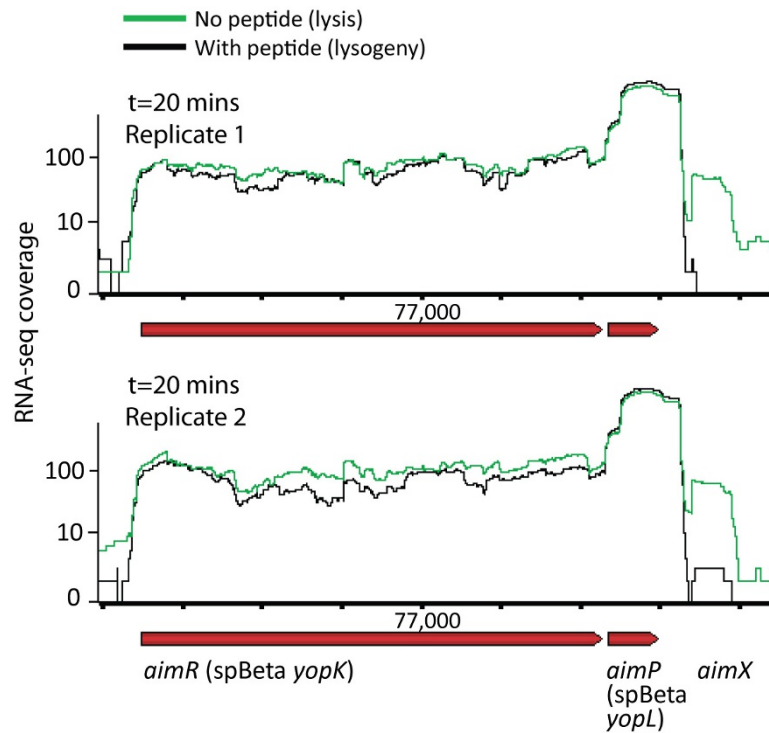 No peptide (lysis)
With peptide (lysogeny)
t=20 mins
Replicate 1
100
10
0
77,000
RNA-seq coverage
t=20 mins
Replicate 2
100
10
0
77,000
aimR (spBeta yopK)
aimP
(spBeta
yopL)
aimX